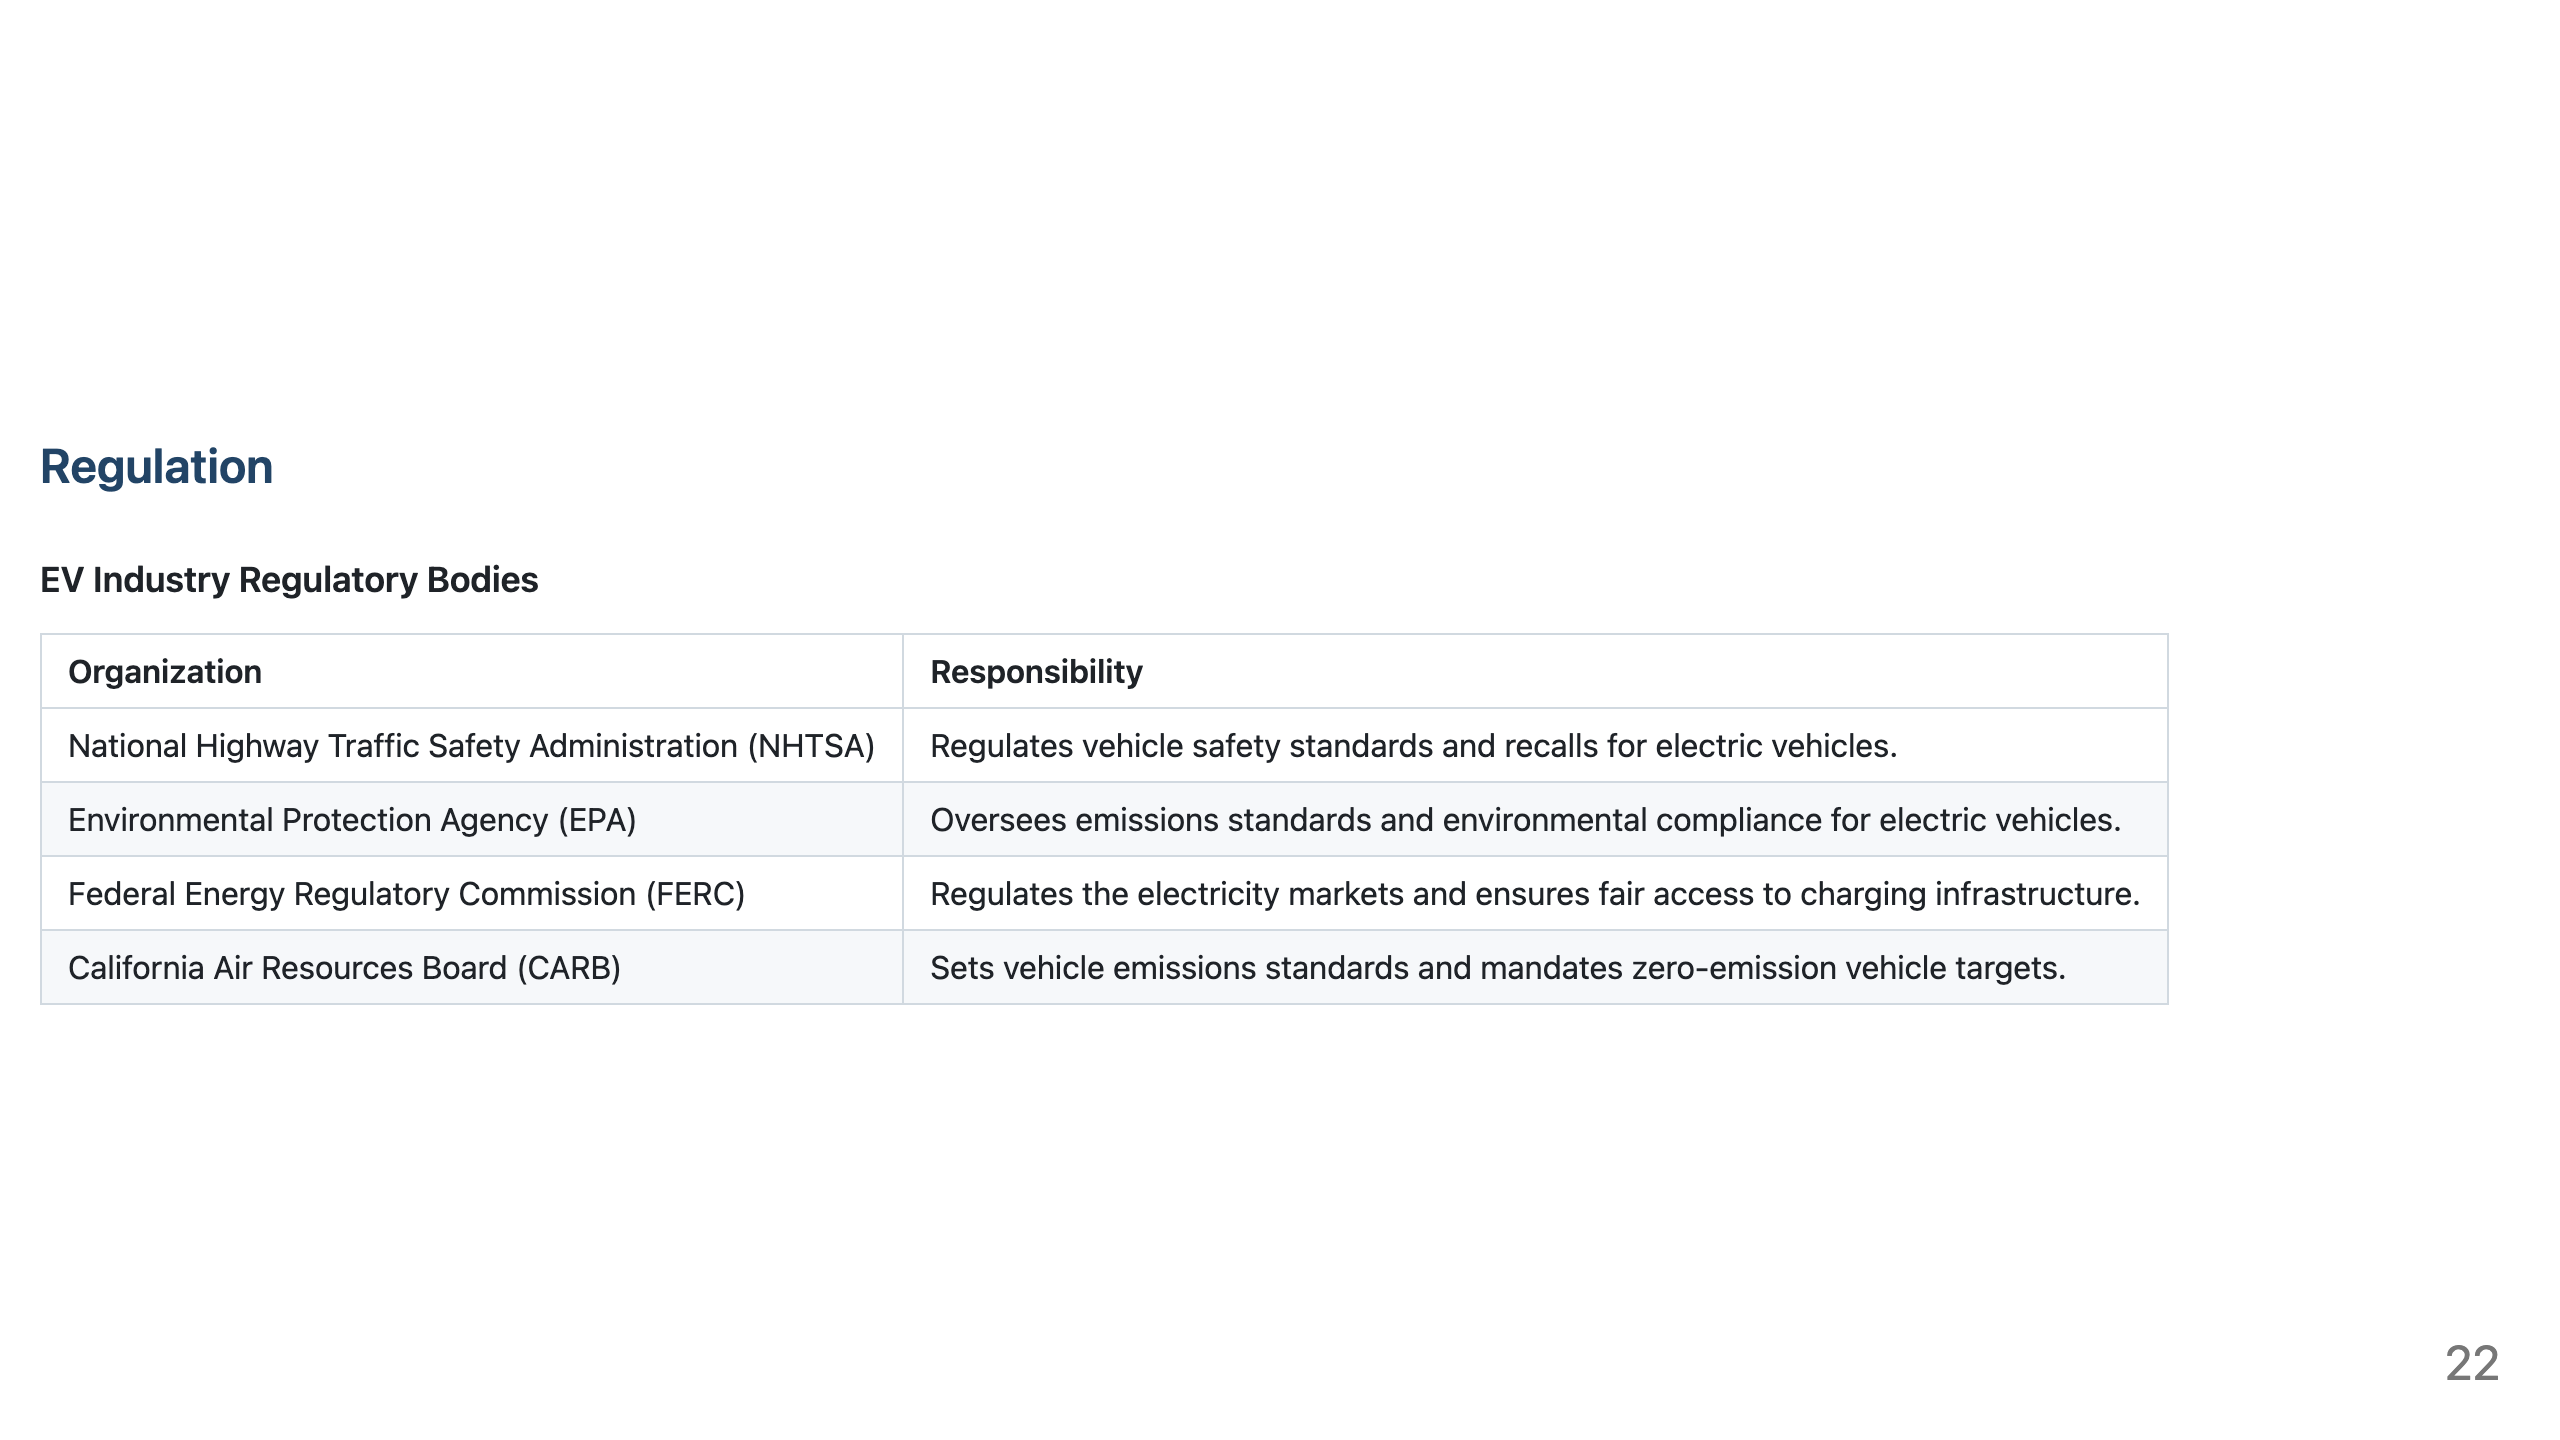 Regulation
EV Industry Regulatory Bodies
Organization Responsibility
National Highway Traffic Safety Administration (NHTSA) Regulates vehicle safety standards and recalls for electric vehicles.
Environmental Protection Agency (EPA) Oversees emissions standards and environmental compliance for electric vehicles.
Federal Energy Regulatory Commission (FERC) Regulates the electricity markets and ensures fair access to charging infrastructure.
California Air Resources Board (CARB) Sets vehicle emissions standards and mandates zero-emission vehicle targets.
22